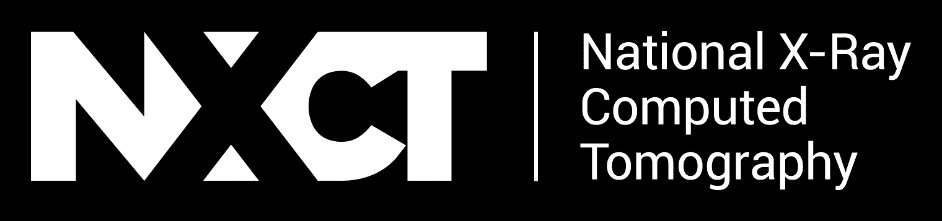 NXCT
National X-Ray
Computed
Tomography